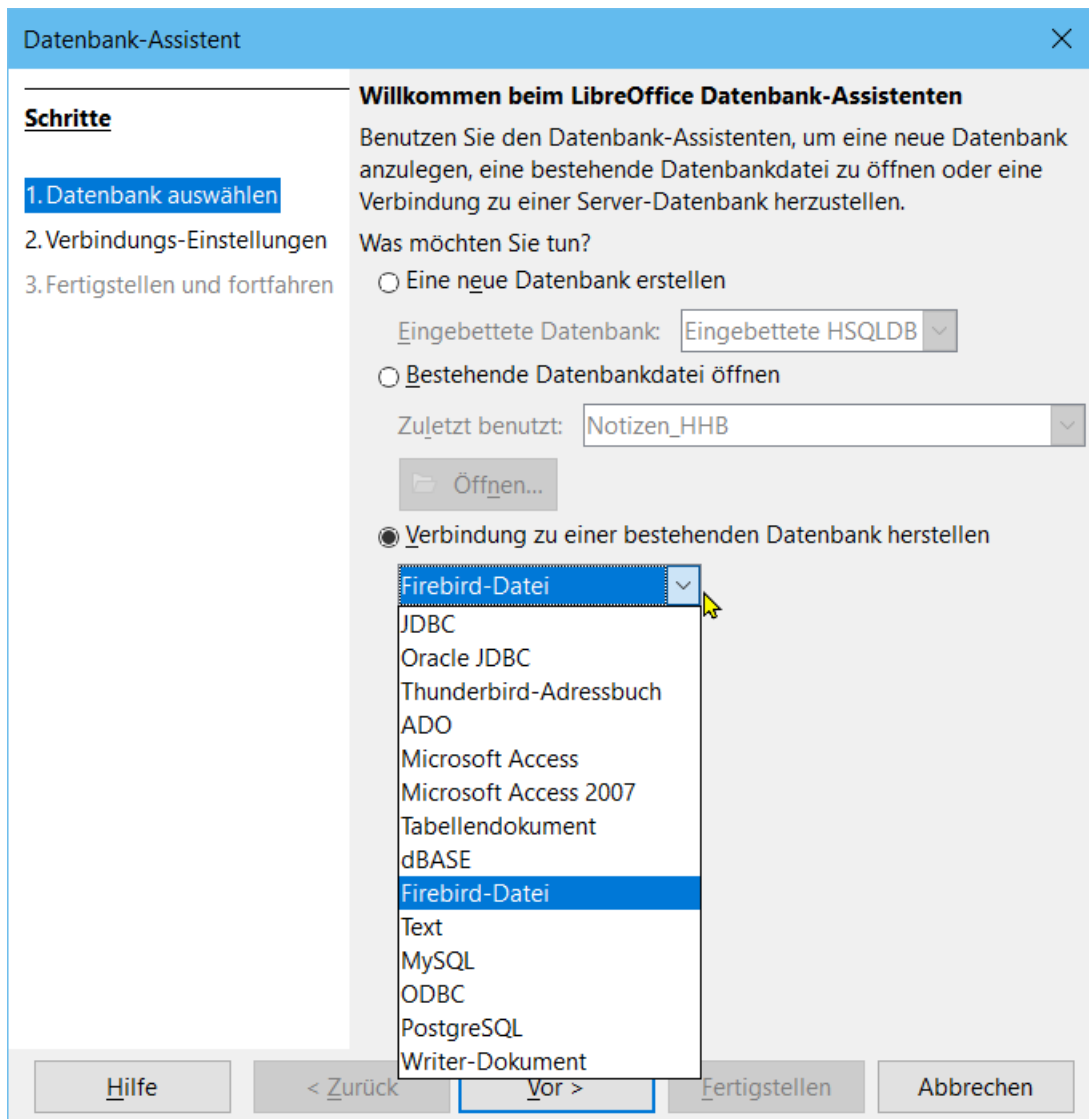 Datenbank-Assistent
Schritte
1. Datenbank auswählen
2. Verbindungs-Einstellungen
3. Fertigstellen und fortfahren
Willkommen beim LibreOffice Datenbank-Assistenten
Benutzen Sie den Datenbank-Assistenten, um eine neue Datenbank
anzulegen, eine bestehende Datenbankdatei zu öffnen oder eine
Verbindung zu einer Server-Datenbank herzustellen.
Was möchten Sie tun?
Eine neue Datenbank erstellen
Eingebettete Datenbank: Eingebettete HSQLDB
Bestehende Datenbankdatei öffnen
Zuletzt benutzt: Notizen_HHB
Öffnen...
Verbindung zu einer bestehenden Datenbank herstellen
Firebird-Datei
JDBC
Oracle JDBC
Thunderbird-Adressbuch
ADO
Microsoft Access
Microsoft Access 2007
Tabellendokument
dBASE
Firebird-Datei
Text
MySQL
ODBC
PostgreSQL
Writer-Dokument
Hilfe < Zurück Vor > Fertigstellen Abbrechen